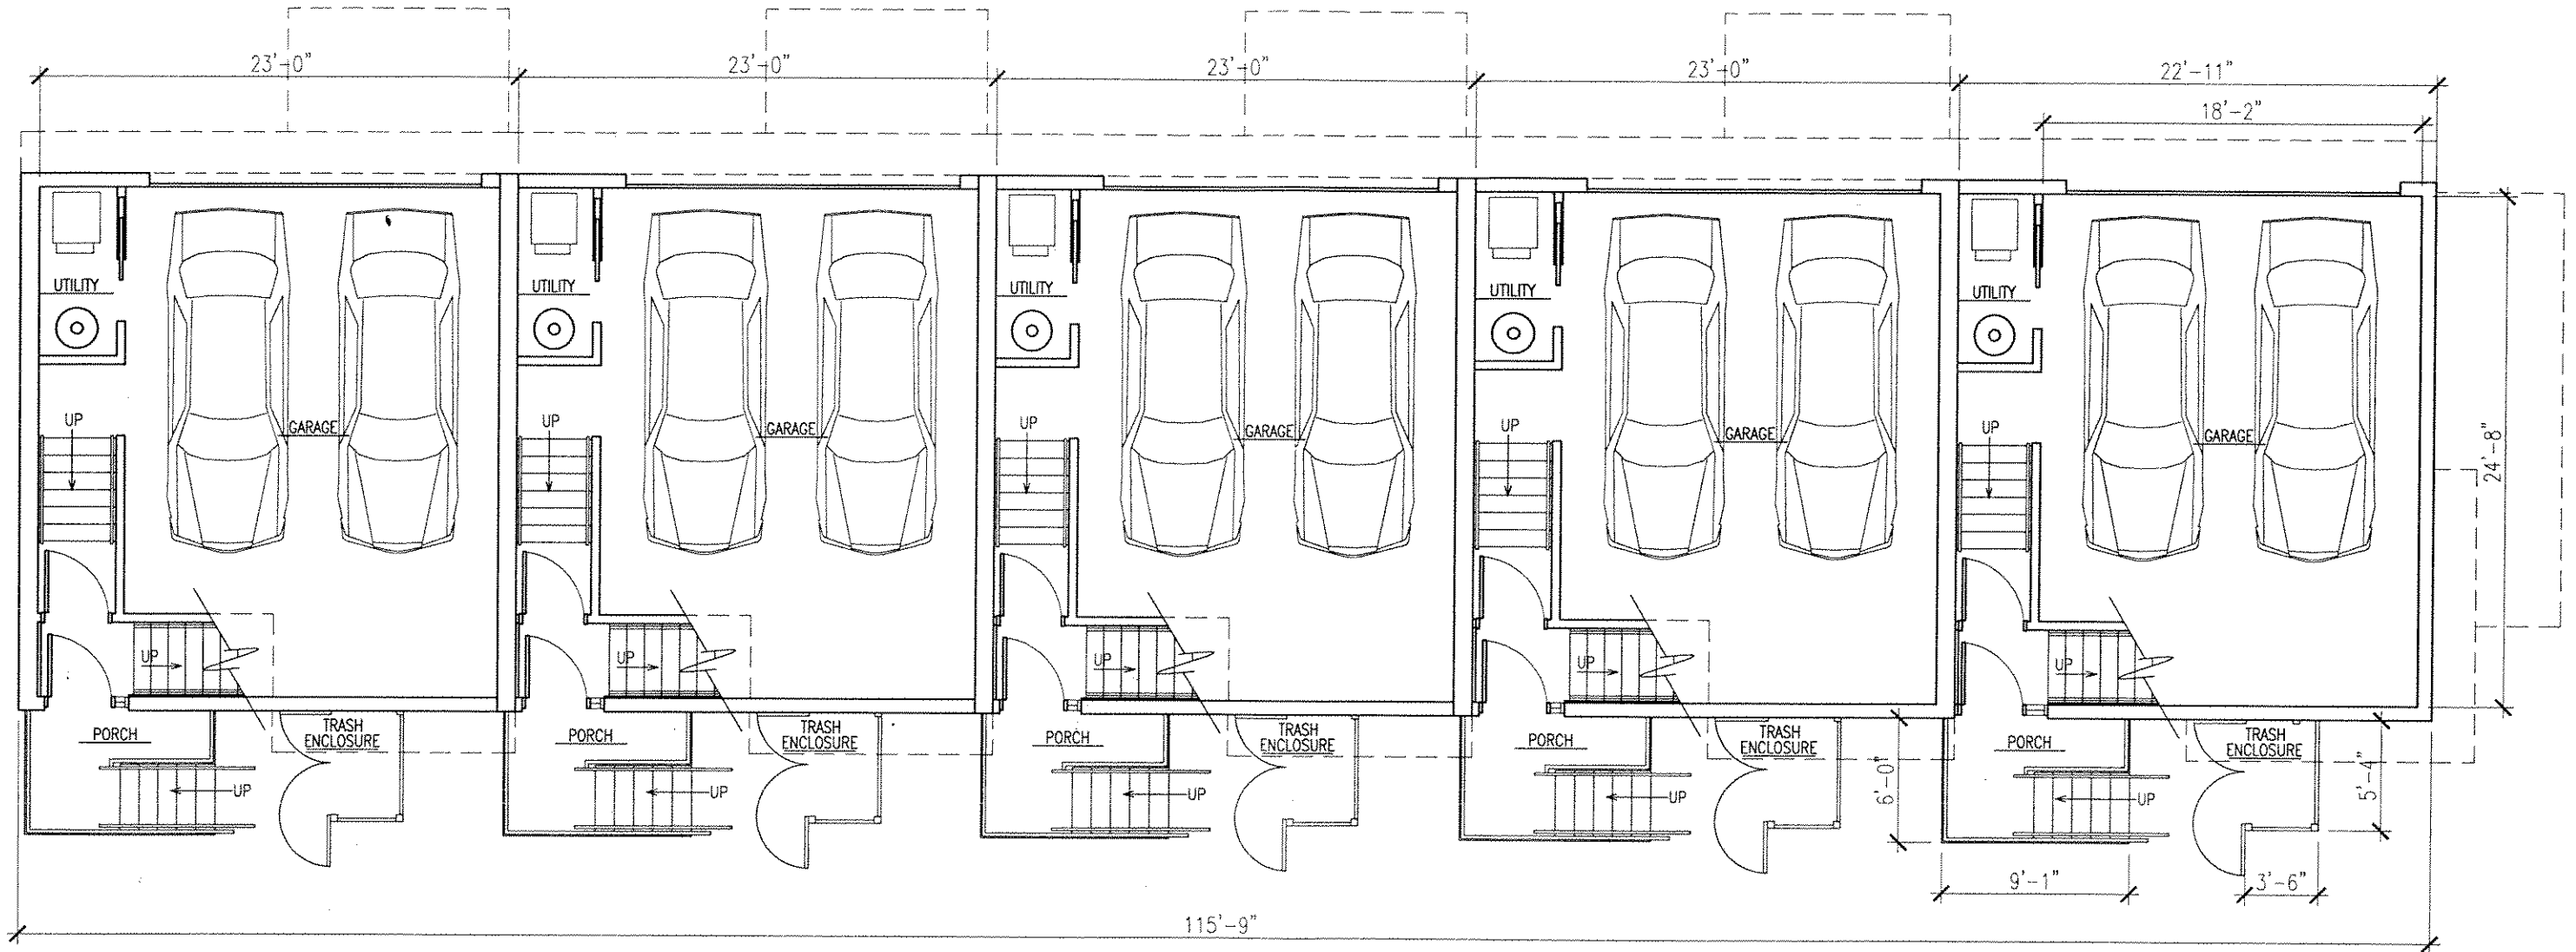 23'-0"
23'-0"
23'-0"
23'-0"
22'-11"
18'-2"
UTILITY
UTILITY
UTILITY
UTILITY
UTILITY
UP
UP
UP
UP
UP
GARAGE
GARAGE
GARAGE
GARAGE
GARAGE
24'-8"
UP
UP
UP
UP
UP
PORCH
TRASH
ENCLOSURE
PORCH
TRASH
ENCLOSURE
PORCH
TRASH
ENCLOSURE
PORCH
TRASH
ENCLOSURE
PORCH
TRASH
ENCLOSURE
UP
UP
UP
UP
UP
6'-0"
5'-4"
9'-1"
3'-6"
115'-9"